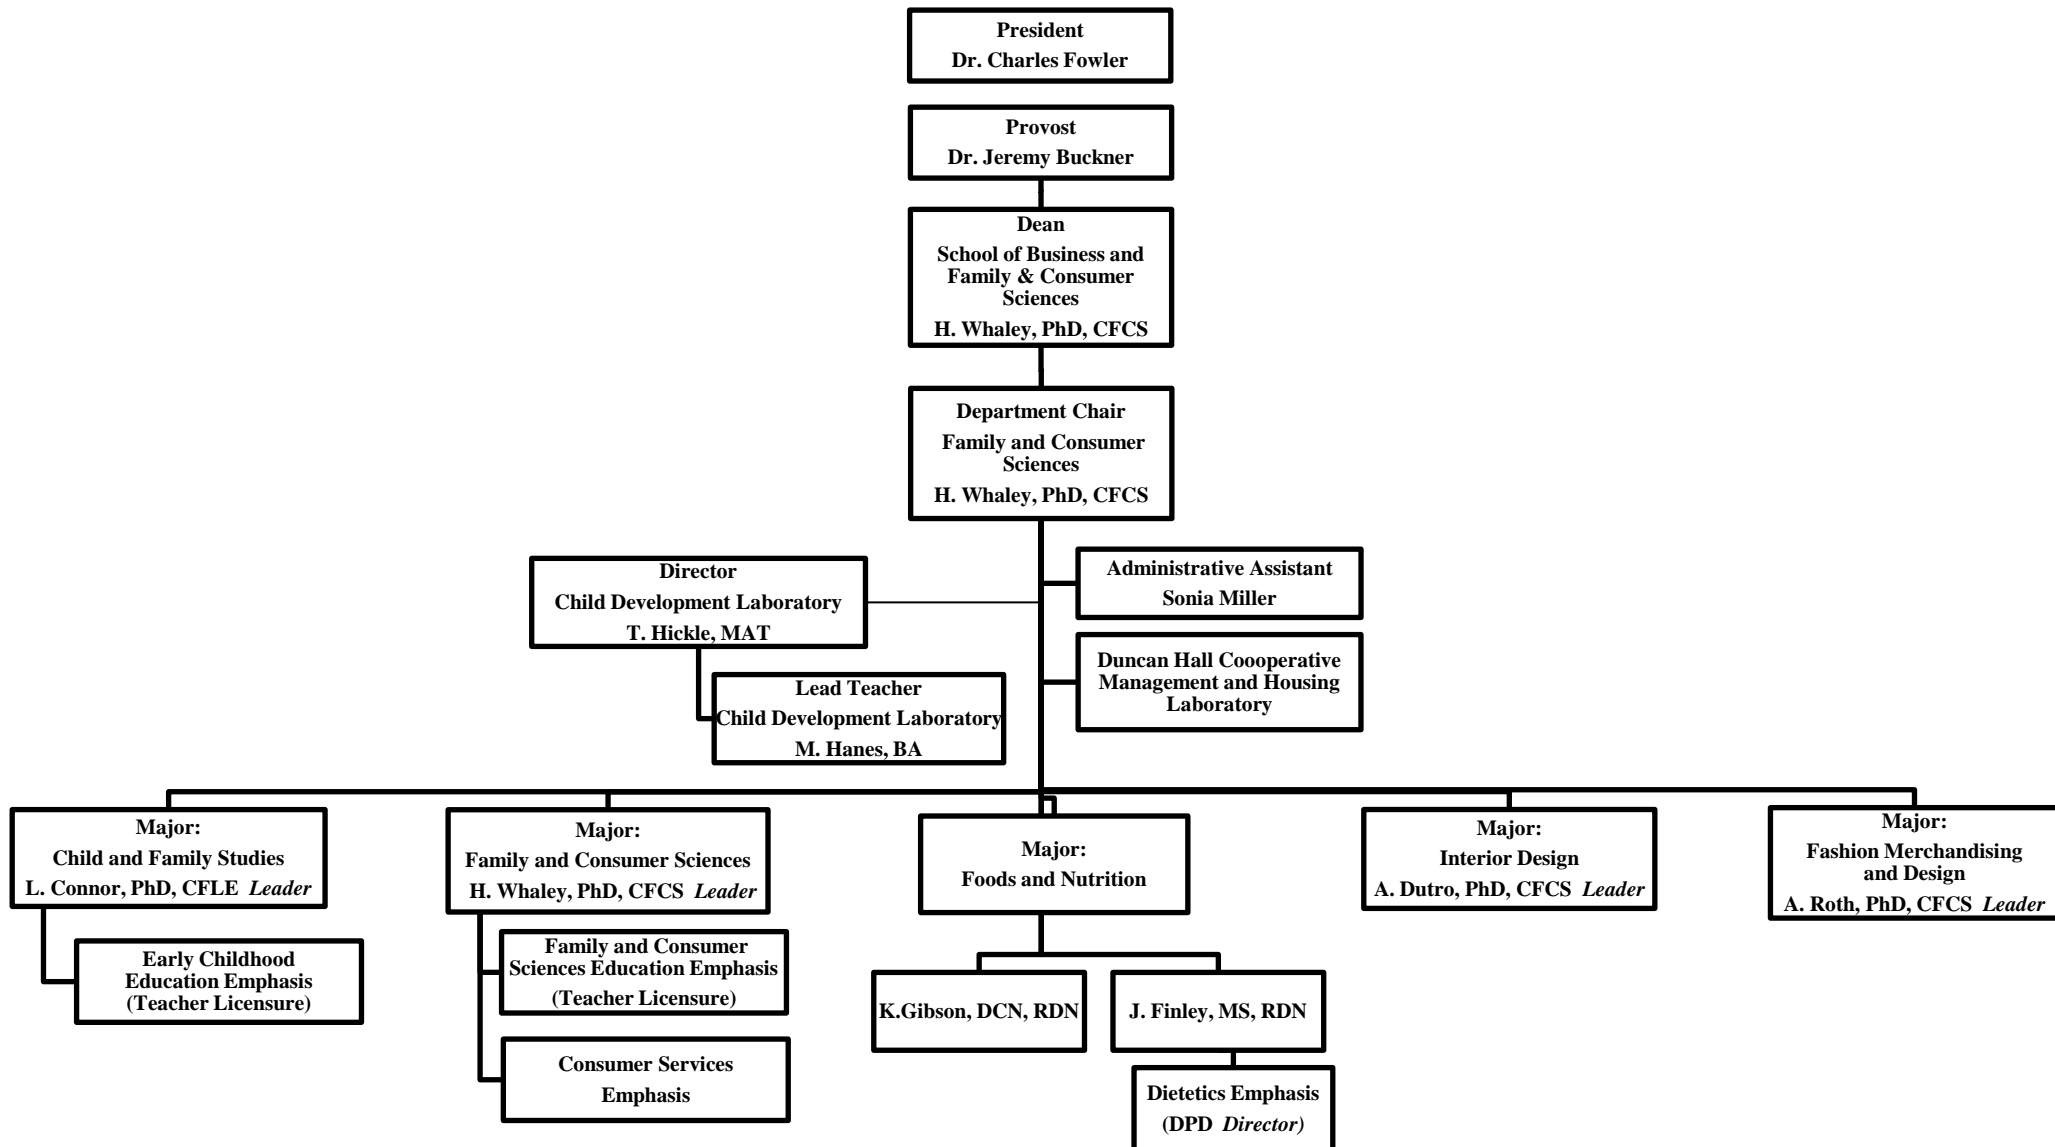 President
Dr. Charles Fowler
Provost
Dr. Jeremy Buckner
Dean
School of Business and
Family & Consumer
Sciences
H. Whaley, PhD, CFCS
Department Chair
Family and Consumer
Sciences
H. Whaley, PhD, CFCS
Director
Child Development Laboratory
T. Hickle, MAT
Administrative Assistant
Sonia Miller
Lead Teacher
Child Development Laboratory
M. Hanes, BA
Duncan Hall Coooperative
Management and Housing
Laboratory
Major:
Child and Family Studies
L. Connor, PhD, CFLE Leader
Early Childhood
Education Emphasis
(Teacher Licensure)
Major:
Family and Consumer Sciences
H. Whaley, PhD, CFCS Leader
Family and Consumer
Sciences Education Emphasis
(Teacher Licensure)
Consumer Services
Emphasis
Major:
Foods and Nutrition
K.Gibson, DCN, RDN
J. Finley, MS, RDN
Dietetics Emphasis
(DPD Director)
Major:
Interior Design
A. Dutro, PhD, CFCS Leader
Major:
Fashion Merchandising
and Design
A. Roth, PhD, CFCS Leader